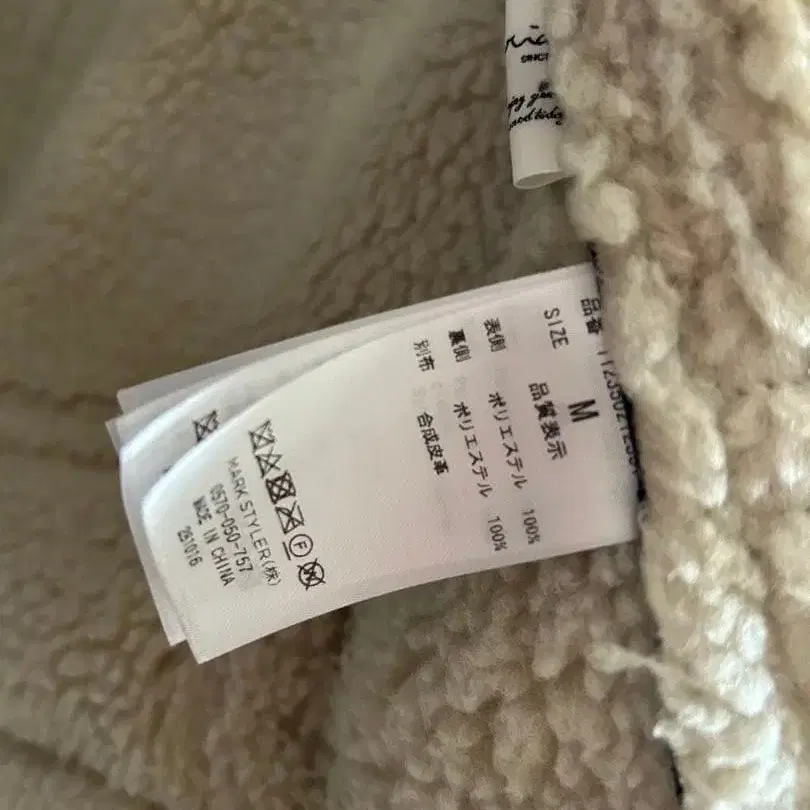 SINCE
品番
SIZE M
品質表示
表側 ポリエステル 100%
裏側 ポリエステル 100%
別布 合成皮革
F
MARK STYLER(株)
0570-050-757
MADE IN CHINA
261016